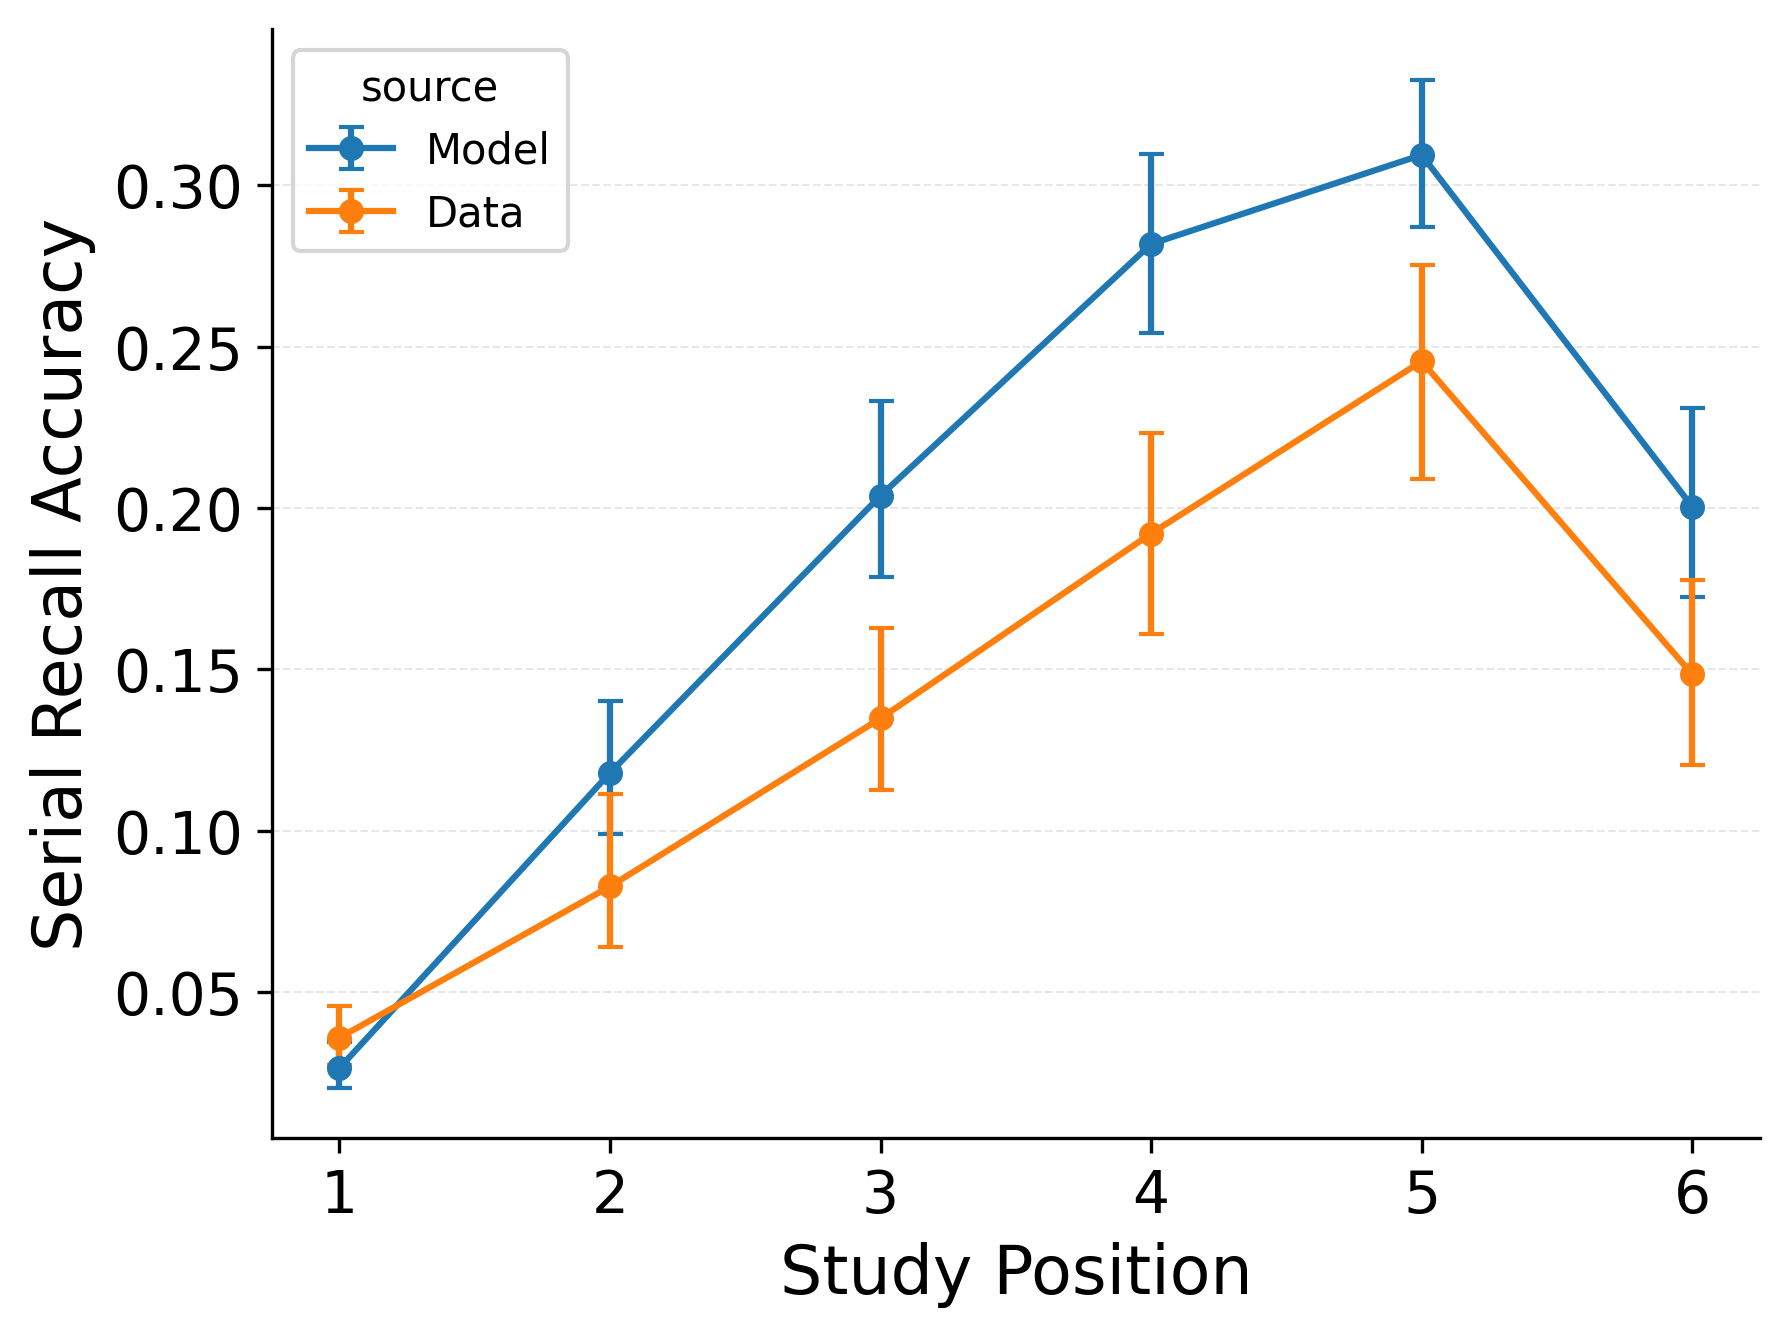 source
Model
Data
0.30
0.25
0.20
0.15
0.10
0.05
Serial Recall Accuracy
1 2 3 4 5 6
Study Position